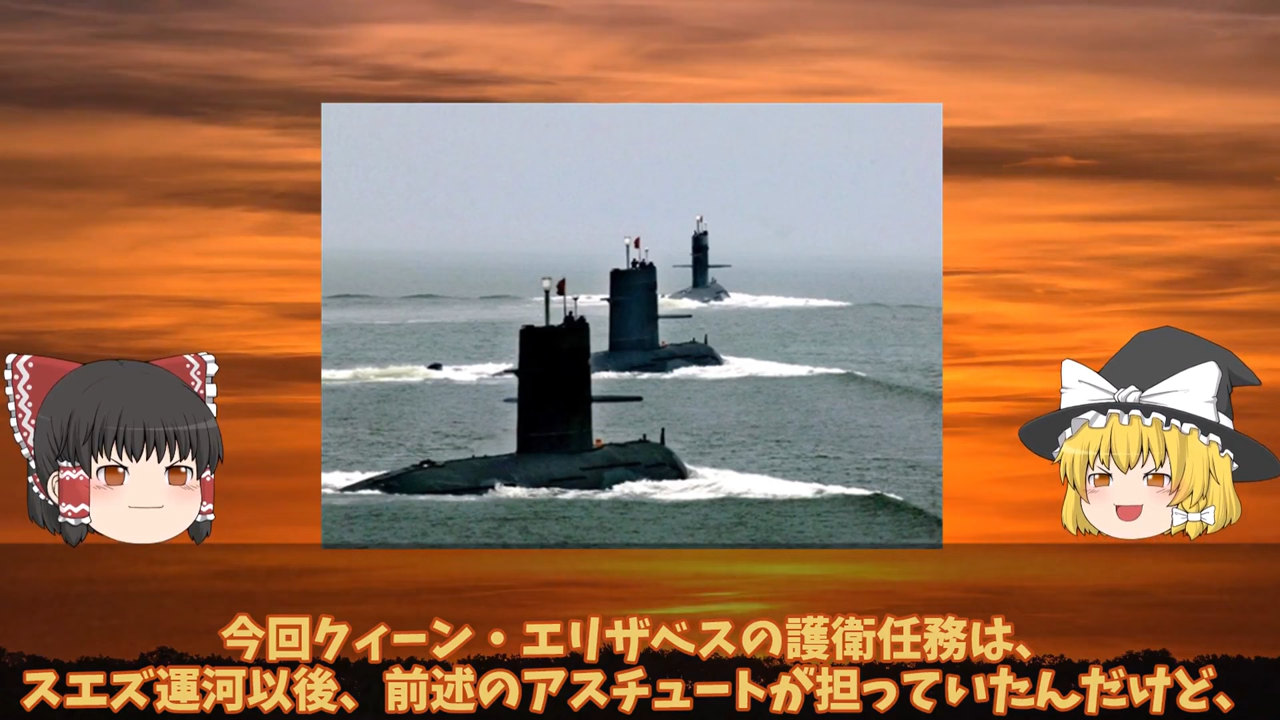 今回クィーン・エリザベスの護衛任務は、
スエズ運河以後、前述のアスチュートが担っていたんだけど、